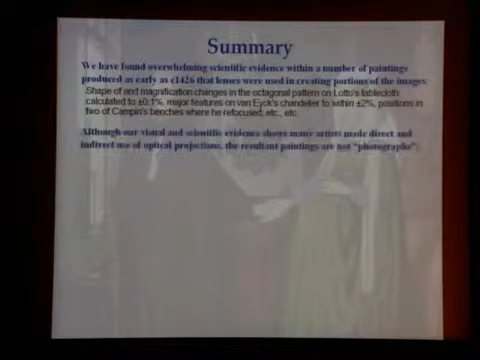 Summary
We have found overwhelming scientific evidence within a number of paintings
produced as early as c1426 that lenses were used in creating portions of the images:
Shape of and magnification changes in the octagonal pattern on Lotto's tablecloth
calculated to ±0.1%, major features on van Eyck's chandelier to within ±2%, positions in
two of Campin's benches where he refocused, etc., etc.
Although our visual and scientific evidence shows many artists made direct and
indirect use of optical projections, the resultant paintings are not "photographs".